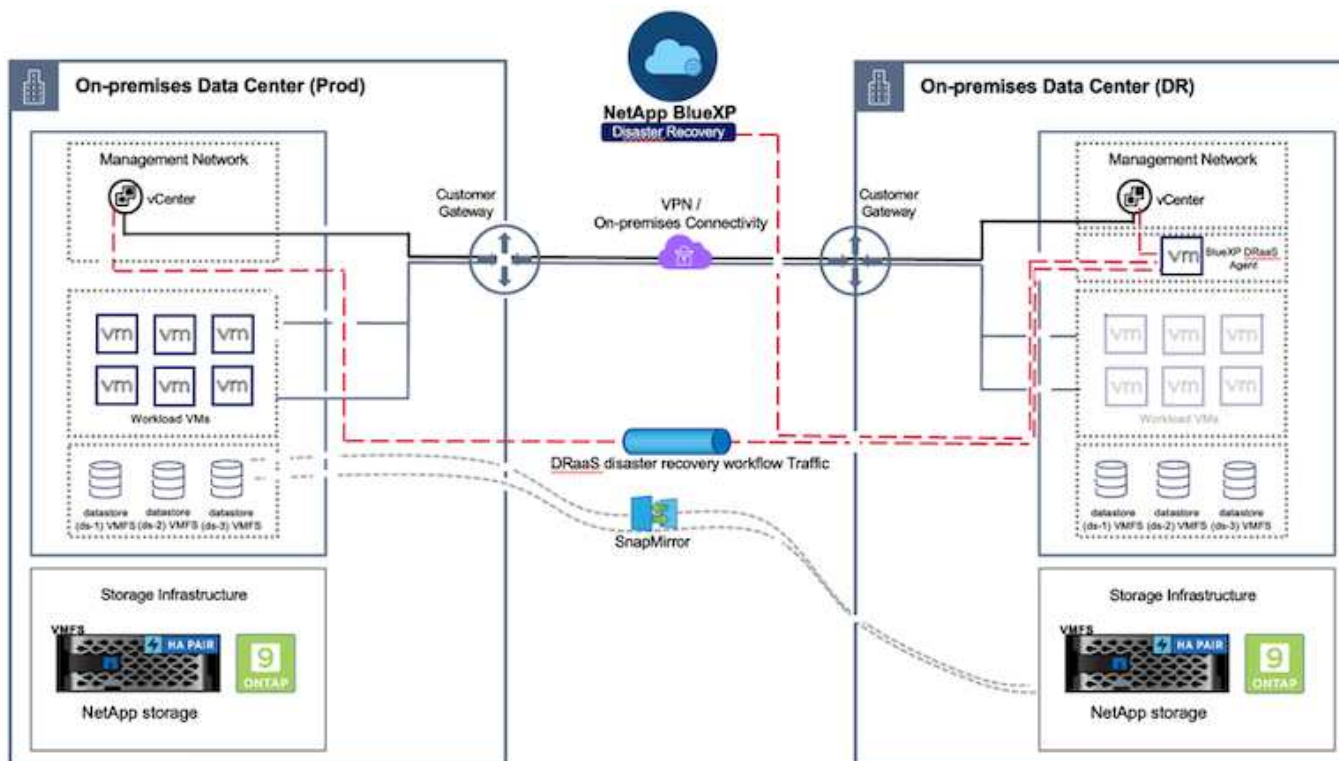 NetApp BlueXP
Disaster Recovery
On-premises Data Center (Prod)
Management Network
vCenter
Customer
Gateway
vm
vm
vm
vm
vm
vm
Workload VMs
datastore
(ds-1) VMFS
datastore
(ds-2) VMFS
datastore
(ds-3) VMFS
Storage Infrastructure
VMFS
HA PAIR
9
ONTAP
NetApp storage
VPN /
On-premises Connectivity
DRaaS disaster recovery workflow Traffic
SnapMirror
On-premises Data Center (DR)
Customer
Gateway
Management Network
vCenter
vm
BlueXP DRaaS
Agent
vm
vm
vm
vm
vm
vm
Workload VMs
datastore
(ds-1) VMFS
datastore
(ds-2) VMFS
datastore
(ds-3) VMFS
Storage Infrastructure
VMFS
HA PAIR
9
ONTAP
NetApp storage